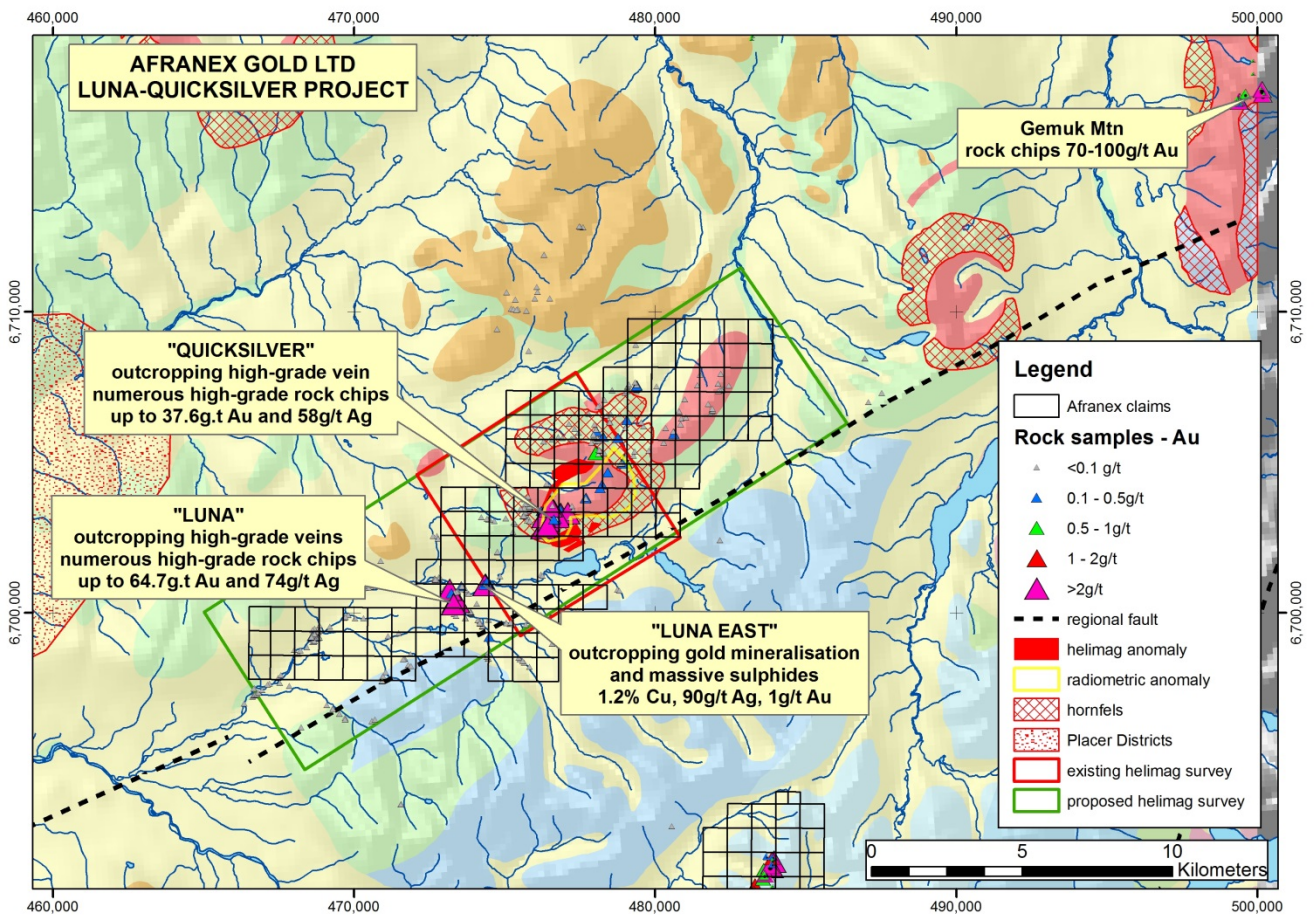 460,000
470,000
480,000
490,000
500,000
AFRANEX GOLD LTD
LUNA-QUICKSILVER PROJECT
Gemuk Mtn
rock chips 70-100g/t Au
6,710,000
6,710,000
"QUICKSILVER"
outcropping high-grade vein
numerous high-grade rock chips
up to 37.6g.t Au and 58g/t Ag
"LUNA"
outcropping high-grade veins
numerous high-grade rock chips
up to 64.7g.t Au and 74g/t Ag
"LUNA EAST"
outcropping gold mineralisation
and massive sulphides
1.2% Cu, 90g/t Ag, 1g/t Au
6,700,000
6,700,000
Legend
Afranex claims
Rock samples - Au
<0.1 g/t
0.1 - 0.5g/t
0.5 - 1g/t
1 - 2g/t
>2g/t
regional fault
helimag anomaly
radiometric anomaly
hornfels
Placer Districts
existing helimag survey
proposed helimag survey
0
5
10
Kilometers
460,000
470,000
480,000
490,000
500,000